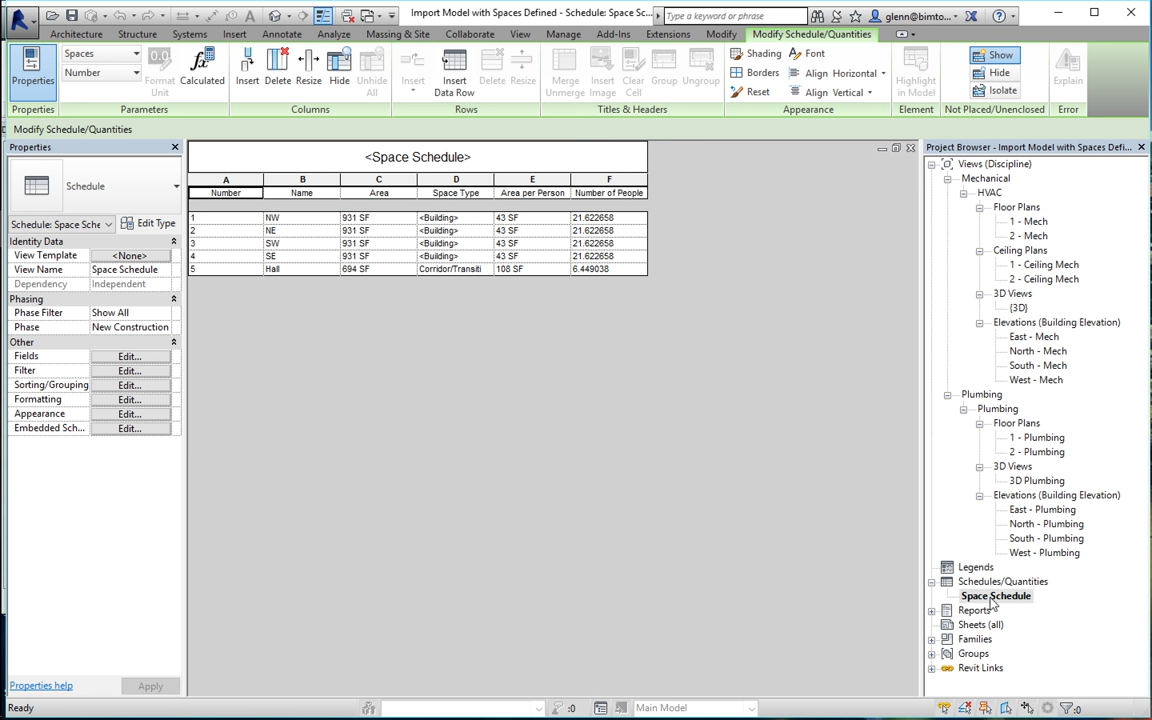 Import Model with Spaces Defined - Schedule: Space Sc...
Type a keyword or phrase
glenn@bimto...
Architecture Structure Systems Insert Annotate Analyze Massing & Site Collaborate View Manage Add-Ins Extensions Modify Modify Schedule/Quantities
Properties
Spaces
Number
Format Unit
Calculated
Insert
Delete
Resize
Hide
Unhide All
Insert
Insert Data Row
Delete
Resize
Merge Unmerge
Insert Image
Clear Cell
Group
Ungroup
Shading
Borders
Reset
Font
Align Horizontal
Align Vertical
Highlight in Model
Show
Hide
Isolate
Explain
Properties Parameters Columns Rows Titles & Headers Appearance Element Not Placed/Unenclosed Error
Modify Schedule/Quantities
Properties
Schedule
Schedule: Space Sche
Edit Type
Identity Data
View Template <None>
View Name Space Schedule
Dependency Independent
Phasing
Phase Filter Show All
Phase New Construction
Other
Fields Edit...
Filter Edit...
Sorting/Grouping Edit...
Formatting Edit...
Appearance Edit...
Embedded Sch... Edit...
Properties help
Apply
<Space Schedule>
A B C D E F
Number Name Area Space Type Area per Person Number of People
1 NW 931 SF <Building> 43 SF 21.622658
2 NE 931 SF <Building> 43 SF 21.622658
3 SW 931 SF <Building> 43 SF 21.622658
4 SE 931 SF <Building> 43 SF 21.622658
5 Hall 694 SF Corridor/Transiti 108 SF 6.449038
Project Browser - Import Model with Spaces Defi...
Views (Discipline)
Mechanical
HVAC
Floor Plans
1 - Mech
2 - Mech
Ceiling Plans
1 - Ceiling Mech
2 - Ceiling Mech
3D Views
{3D}
Elevations (Building Elevation)
East - Mech
North - Mech
South - Mech
West - Mech
Plumbing
Plumbing
Floor Plans
1 - Plumbing
2 - Plumbing
3D Views
3D Plumbing
Elevations (Building Elevation)
East - Plumbing
North - Plumbing
South - Plumbing
West - Plumbing
Legends
Schedules/Quantities
Space Schedule
Reports
Sheets (all)
Families
Groups
Revit Links
Ready
:0
Main Model
:0